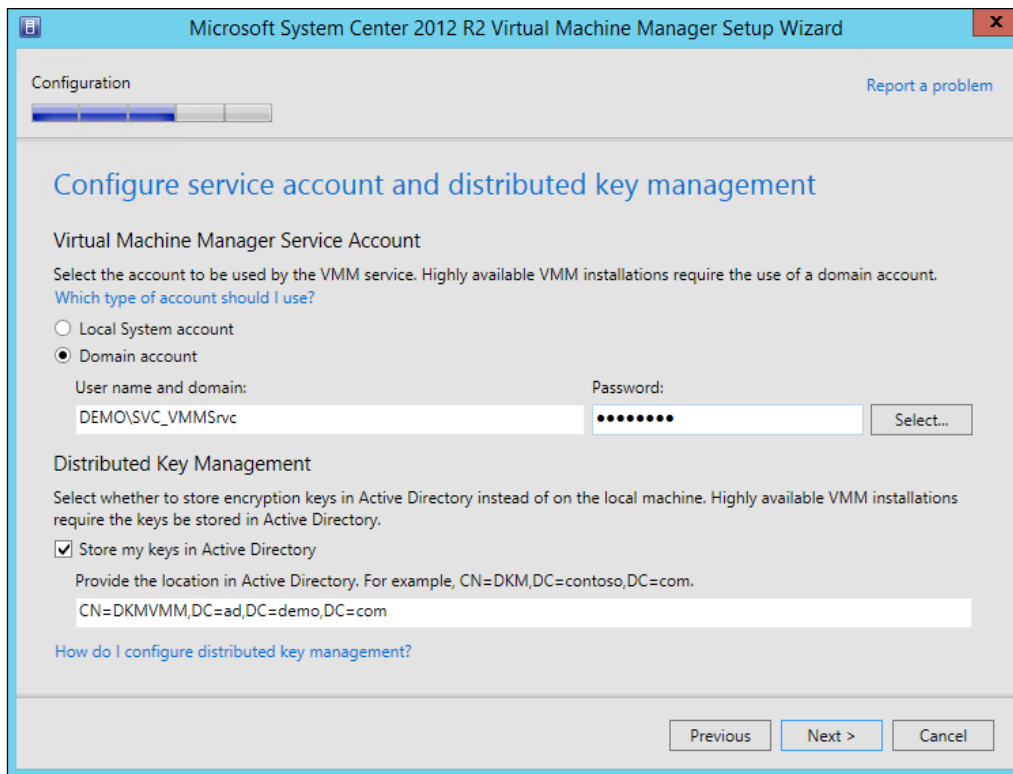 Microsoft System Center 2012 R2 Virtual Machine Manager Setup Wizard
x
Configuration
Report a problem
Configure service account and distributed key management
Virtual Machine Manager Service Account
Select the account to be used by the VMM service. Highly available VMM installations require the use of a domain account.
Which type of account should I use?
Local System account
Domain account
User name and domain:
Password:
DEMO\SVC_VMMSrvc
●●●●●●●●
Select...
Distributed Key Management
Select whether to store encryption keys in Active Directory instead of on the local machine. Highly available VMM installations
require the keys be stored in Active Directory.
Store my keys in Active Directory
Provide the location in Active Directory. For example, CN=DKM,DC=contoso,DC=com.
CN=DKMVMM,DC=ad,DC=demo,DC=com
How do I configure distributed key management?
Previous
Next >
Cancel